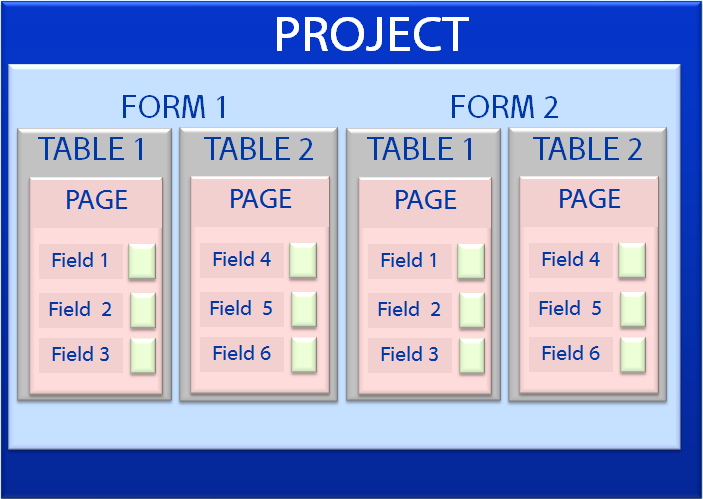 PROJECT
FORM 1
TABLE 1
PAGE
Field 1
Field 2
Field 3
TABLE 2
PAGE
Field 4
Field 5
Field 6
FORM 2
TABLE 1
PAGE
Field 1
Field 2
Field 3
TABLE 2
PAGE
Field 4
Field 5
Field 6